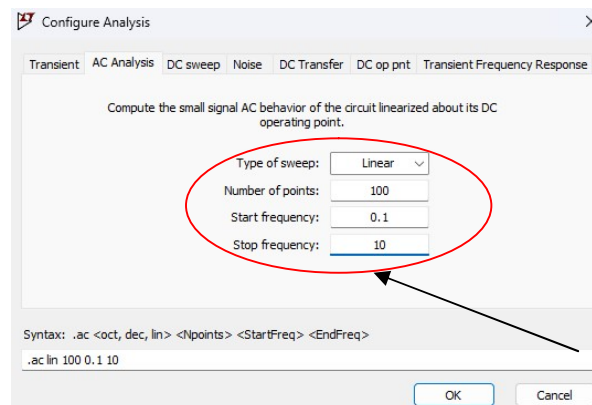 Configure Analysis
Transient AC Analysis DC sweep Noise DC Transfer DC op pnt Transient Frequency Response
Compute the small signal AC behavior of the circuit linearized about its DC
operating point.
Type of sweep: Linear
Number of points: 100
Start frequency: 0.1
Stop frequency: 10
Syntax: .ac <oct, dec, lin> <Npoints> <StartFreq> <EndFreq>
.ac lin 100 0.1 10
OK Cancel